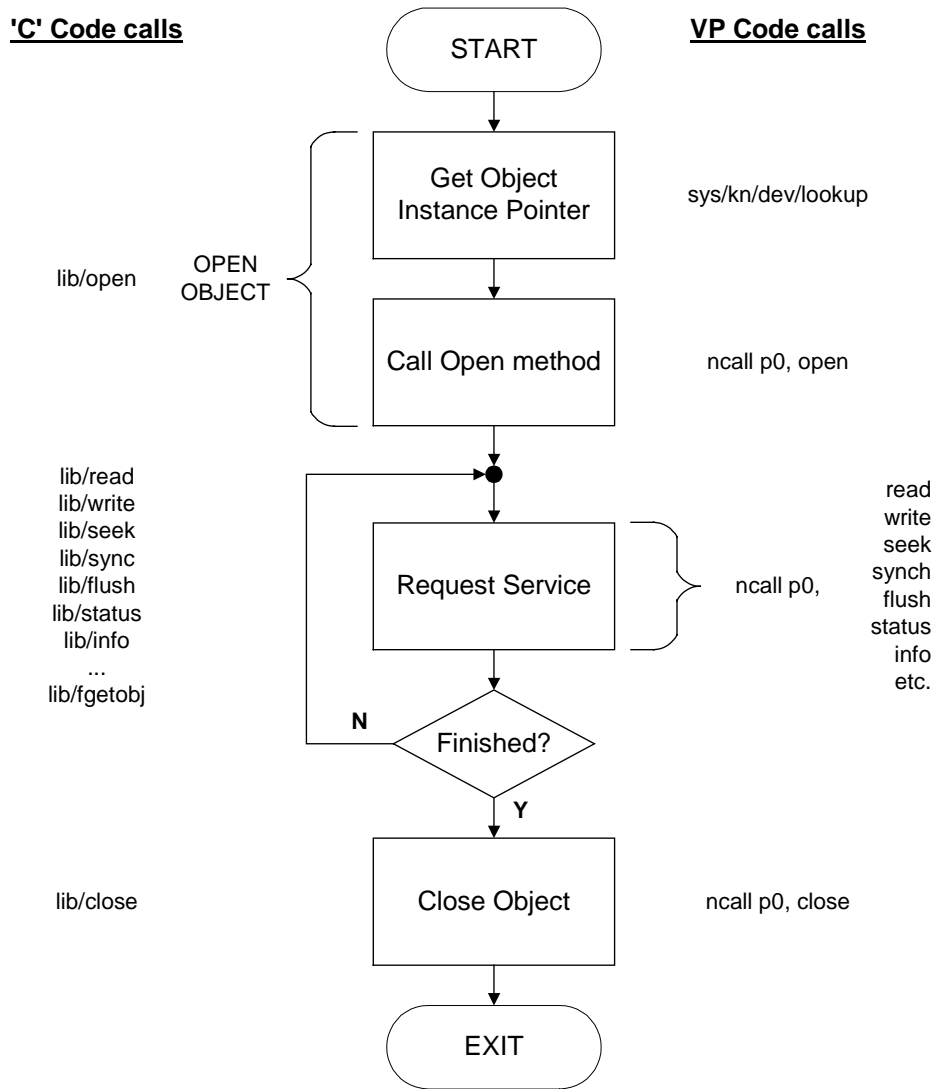 'C' Code calls
START
VP Code calls
Get Object
Instance Pointer
sys/kn/dev/lookup
lib/open
OPEN
OBJECT
Call Open method
ncall p0, open
lib/read
lib/write
lib/seek
lib/sync
lib/flush
lib/status
lib/info
...
lib/fgetobj
Request Service
ncall p0,
read
write
seek
synch
flush
status
info
etc.
N
Finished?
Y
lib/close
Close Object
ncall p0, close
EXIT